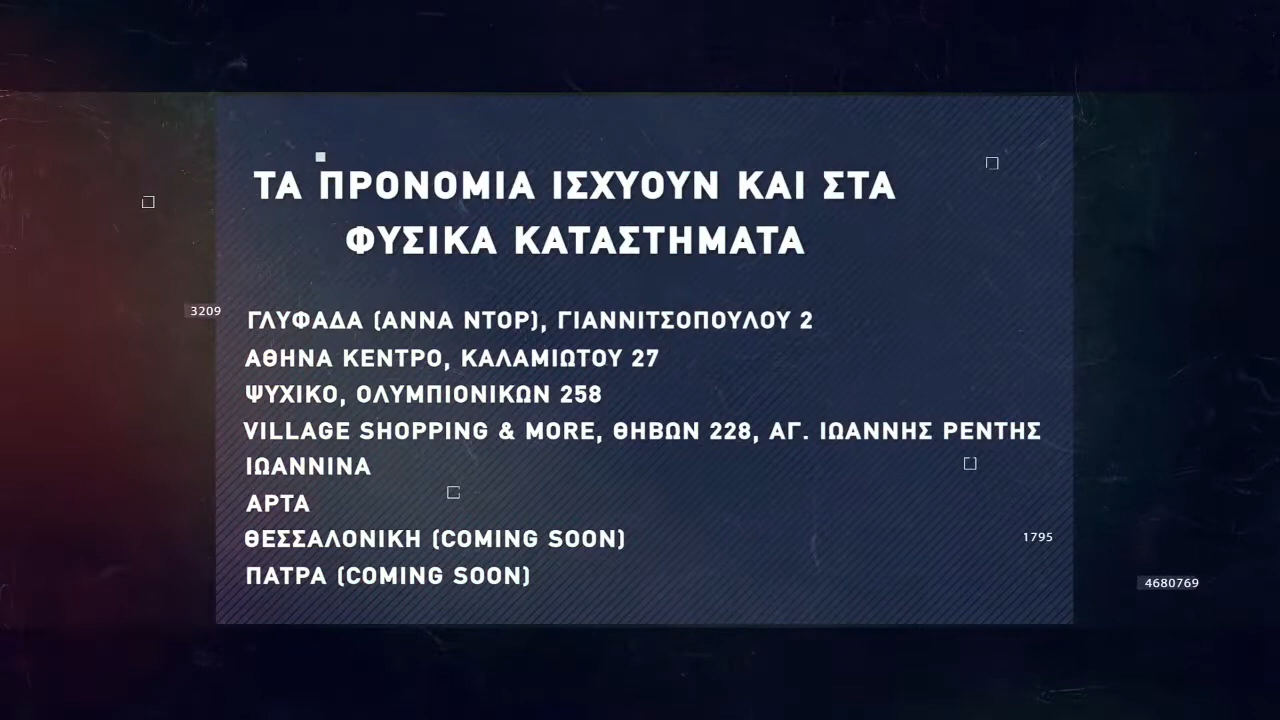 ΤΑ ΠΡΟΝΟΜΙΑ ΙΣΧΥΟΥΝ ΚΑΙ ΣΤΑ
ΦΥΣΙΚΑ ΚΑΤΑΣΤΗΜΑΤΑ
3209
ΓΛΥΦΑΔΑ (ΑΝΝΑ ΝΤΟΡ), ΓΙΑΝΝΙΤΣΟΠΟΥΛΟΥ 2
ΑΘΗΝΑ ΚΕΝΤΡΟ, ΚΑΛΑΜΙΩΤΟΥ 27
ΨΥΧΙΚΟ, ΟΛΥΜΠΙΟΝΙΚΩΝ 258
VILLAGE SHOPPING & MORE, ΘΗΒΩΝ 228, ΑΓ. ΙΩΑΝΝΗΣ ΡΕΝΤΗΣ
ΙΩΑΝΝΙΝΑ
ΑΡΤΑ
ΘΕΣΣΑΛΟΝΙΚΗ (COMING SOON)
1795
ΠΑΤΡΑ (COMING SOON)
4680769